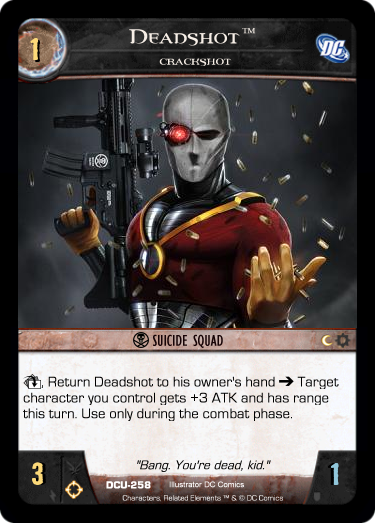 1
DEADSHOT™
DC
CRACKSHOT
SUICIDE SQUAD
, Return Deadshot to his owner's hand ➔ Target
character you control gets +3 ATK and has range
this turn. Use only during the combat phase.
"Bang. You're dead, kid."
3
DCU-258 Illustrator DC Comics
1
Characters, Related Elements ™ & © DC Comics